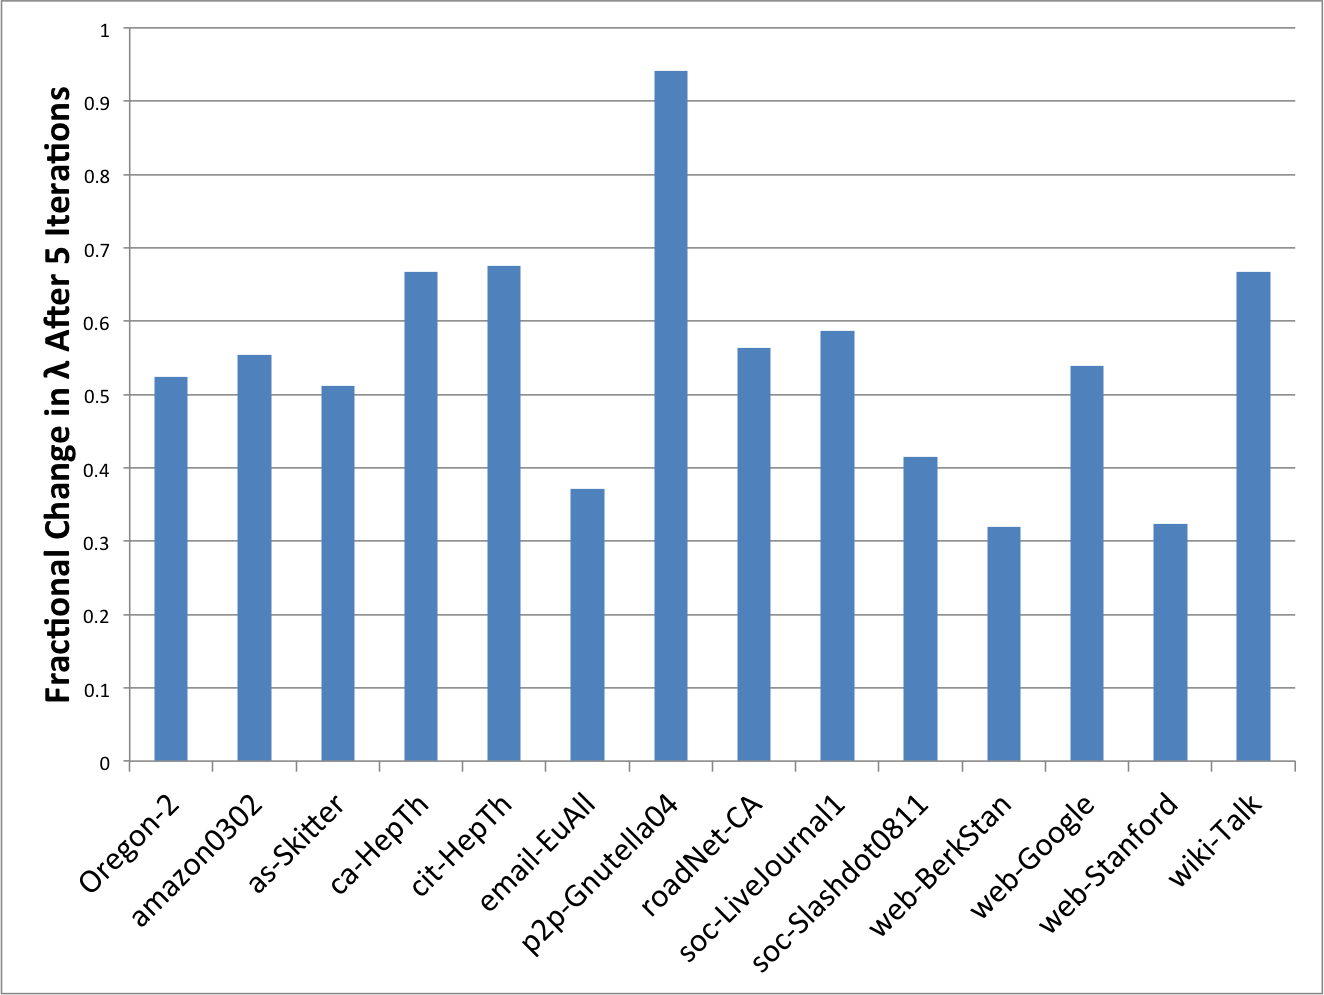 Fractional Change in λ After 5 Iterations
1
0.9
0.8
0.7
0.6
0.5
0.4
0.3
0.2
0.1
0
Oregon-2
amazon0302
as-Skitter
ca-HepTh
cit-HepTh
email-EuAll
p2p-Gnutella04
roadNet-CA
soc-LiveJournal1
soc-Slashdot0811
web-BerkStan
web-Google
web-Stanford
wiki-Talk